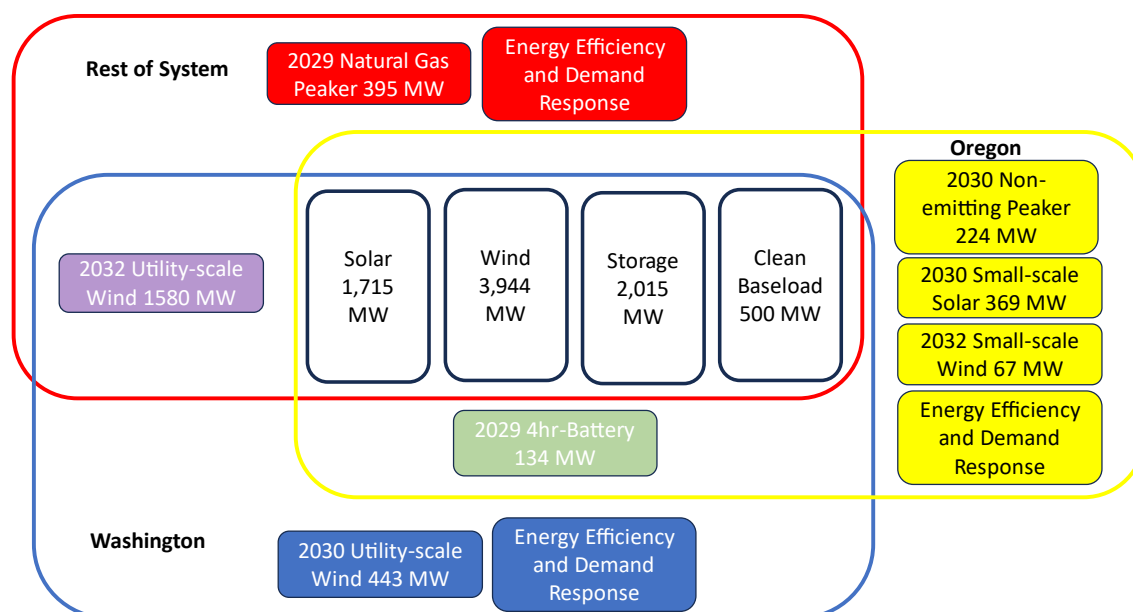 Rest of System
2029 Natural Gas
Peaker 395 MW
Energy Efficiency
and Demand
Response
Oregon
2030 Non-
emitting Peaker
224 MW
2030 Small-scale
Solar 369 MW
2032 Small-scale
Wind 67 MW
Energy Efficiency
and Demand
Response
2032 Utility-scale
Wind 1580 MW
Solar
1,715
MW
Wind
3,944
MW
Storage
2,015
MW
Clean
Baseload
500 MW
2029 4hr-Battery
134 MW
Washington
2030 Utility-scale
Wind 443 MW
Energy Efficiency
and Demand
Response